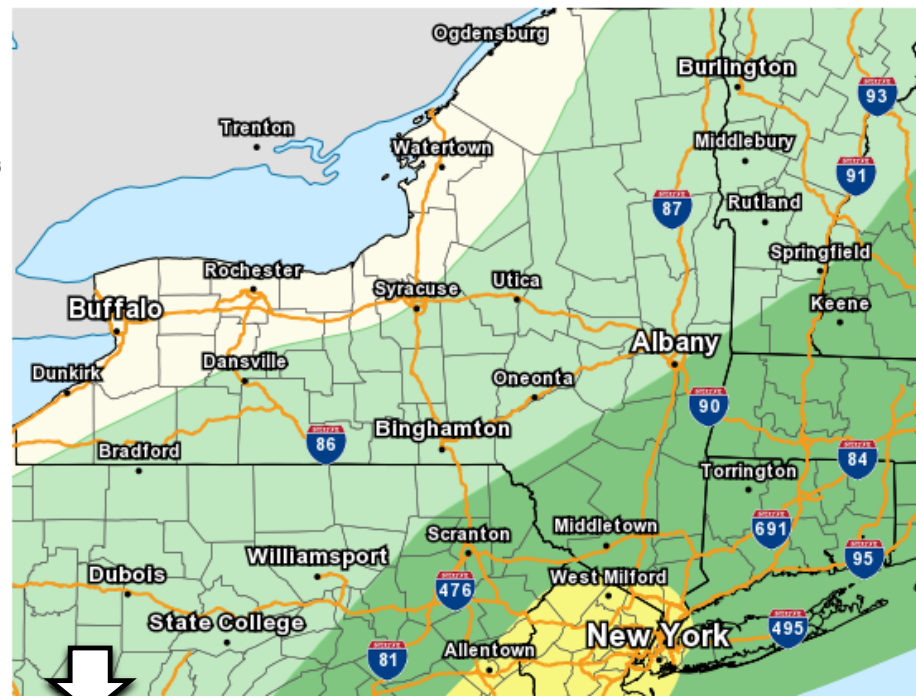 Ogdensburg
Burlington
93
Trenton
Watertown
Middlebury
91
87
Rutland
Rochester
Syracuse
Utica
Springfield
Buffalo
Keene
Albany
Dansville
Dunkirk
Oneonta
90
Binghamton
86
Bradford
84
Torrington
Scranton
Middletown
691
95
Williamsport
Dubois
476
West Milford
State College
New York
495
81
Allentown